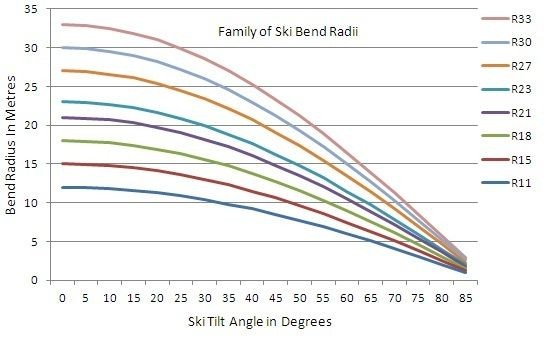 Family of Ski Bend Radii
Bend Radius In Metres
35
30
25
20
15
10
5
0
0 5 10 15 20 25 30 35 40 45 50 55 60 65 70 75 80 85
Ski Tilt Angle in Degrees
R33
R30
R27
R23
R21
R18
R15
R11